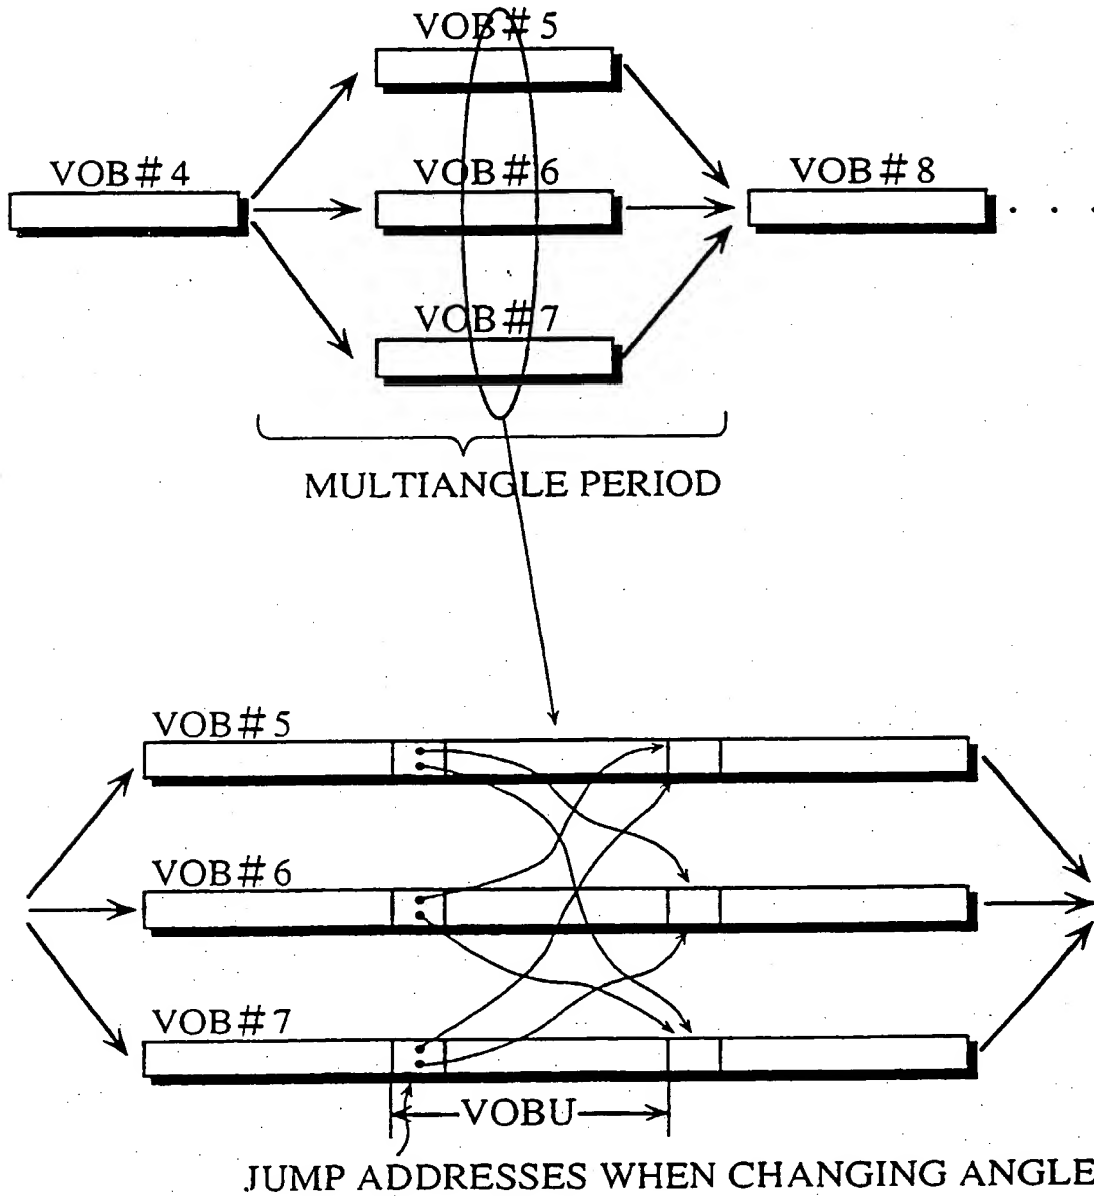 VOB#5
VOB#4
VOB#6
VOB#8
VOB#7
MULTIANGLE PERIOD
VOB#5
VOB#6
VOB#7
VOBU
JUMP ADDRESSES WHEN CHANGING ANGLE